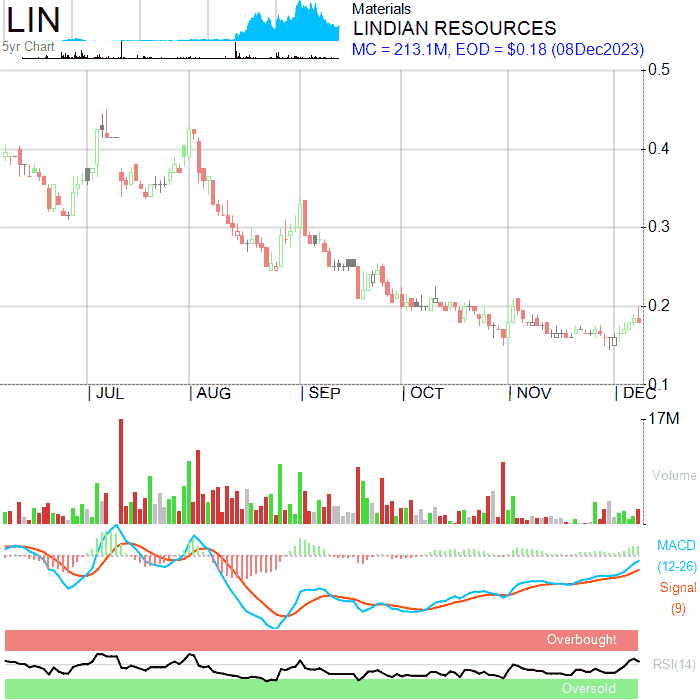 LIN
5yr Chart
Materials
LINDIAN RESOURCES
MC = 213.1M, EOD = $0.18 (08Dec2023)
0.5
0.4
0.3
0.2
0.1
| JUL | AUG | SEP | OCT | NOV | DEC
17M
Volume
MACD
(12-26)
Signal
(9)
Overbought
RSI(14)
Oversold